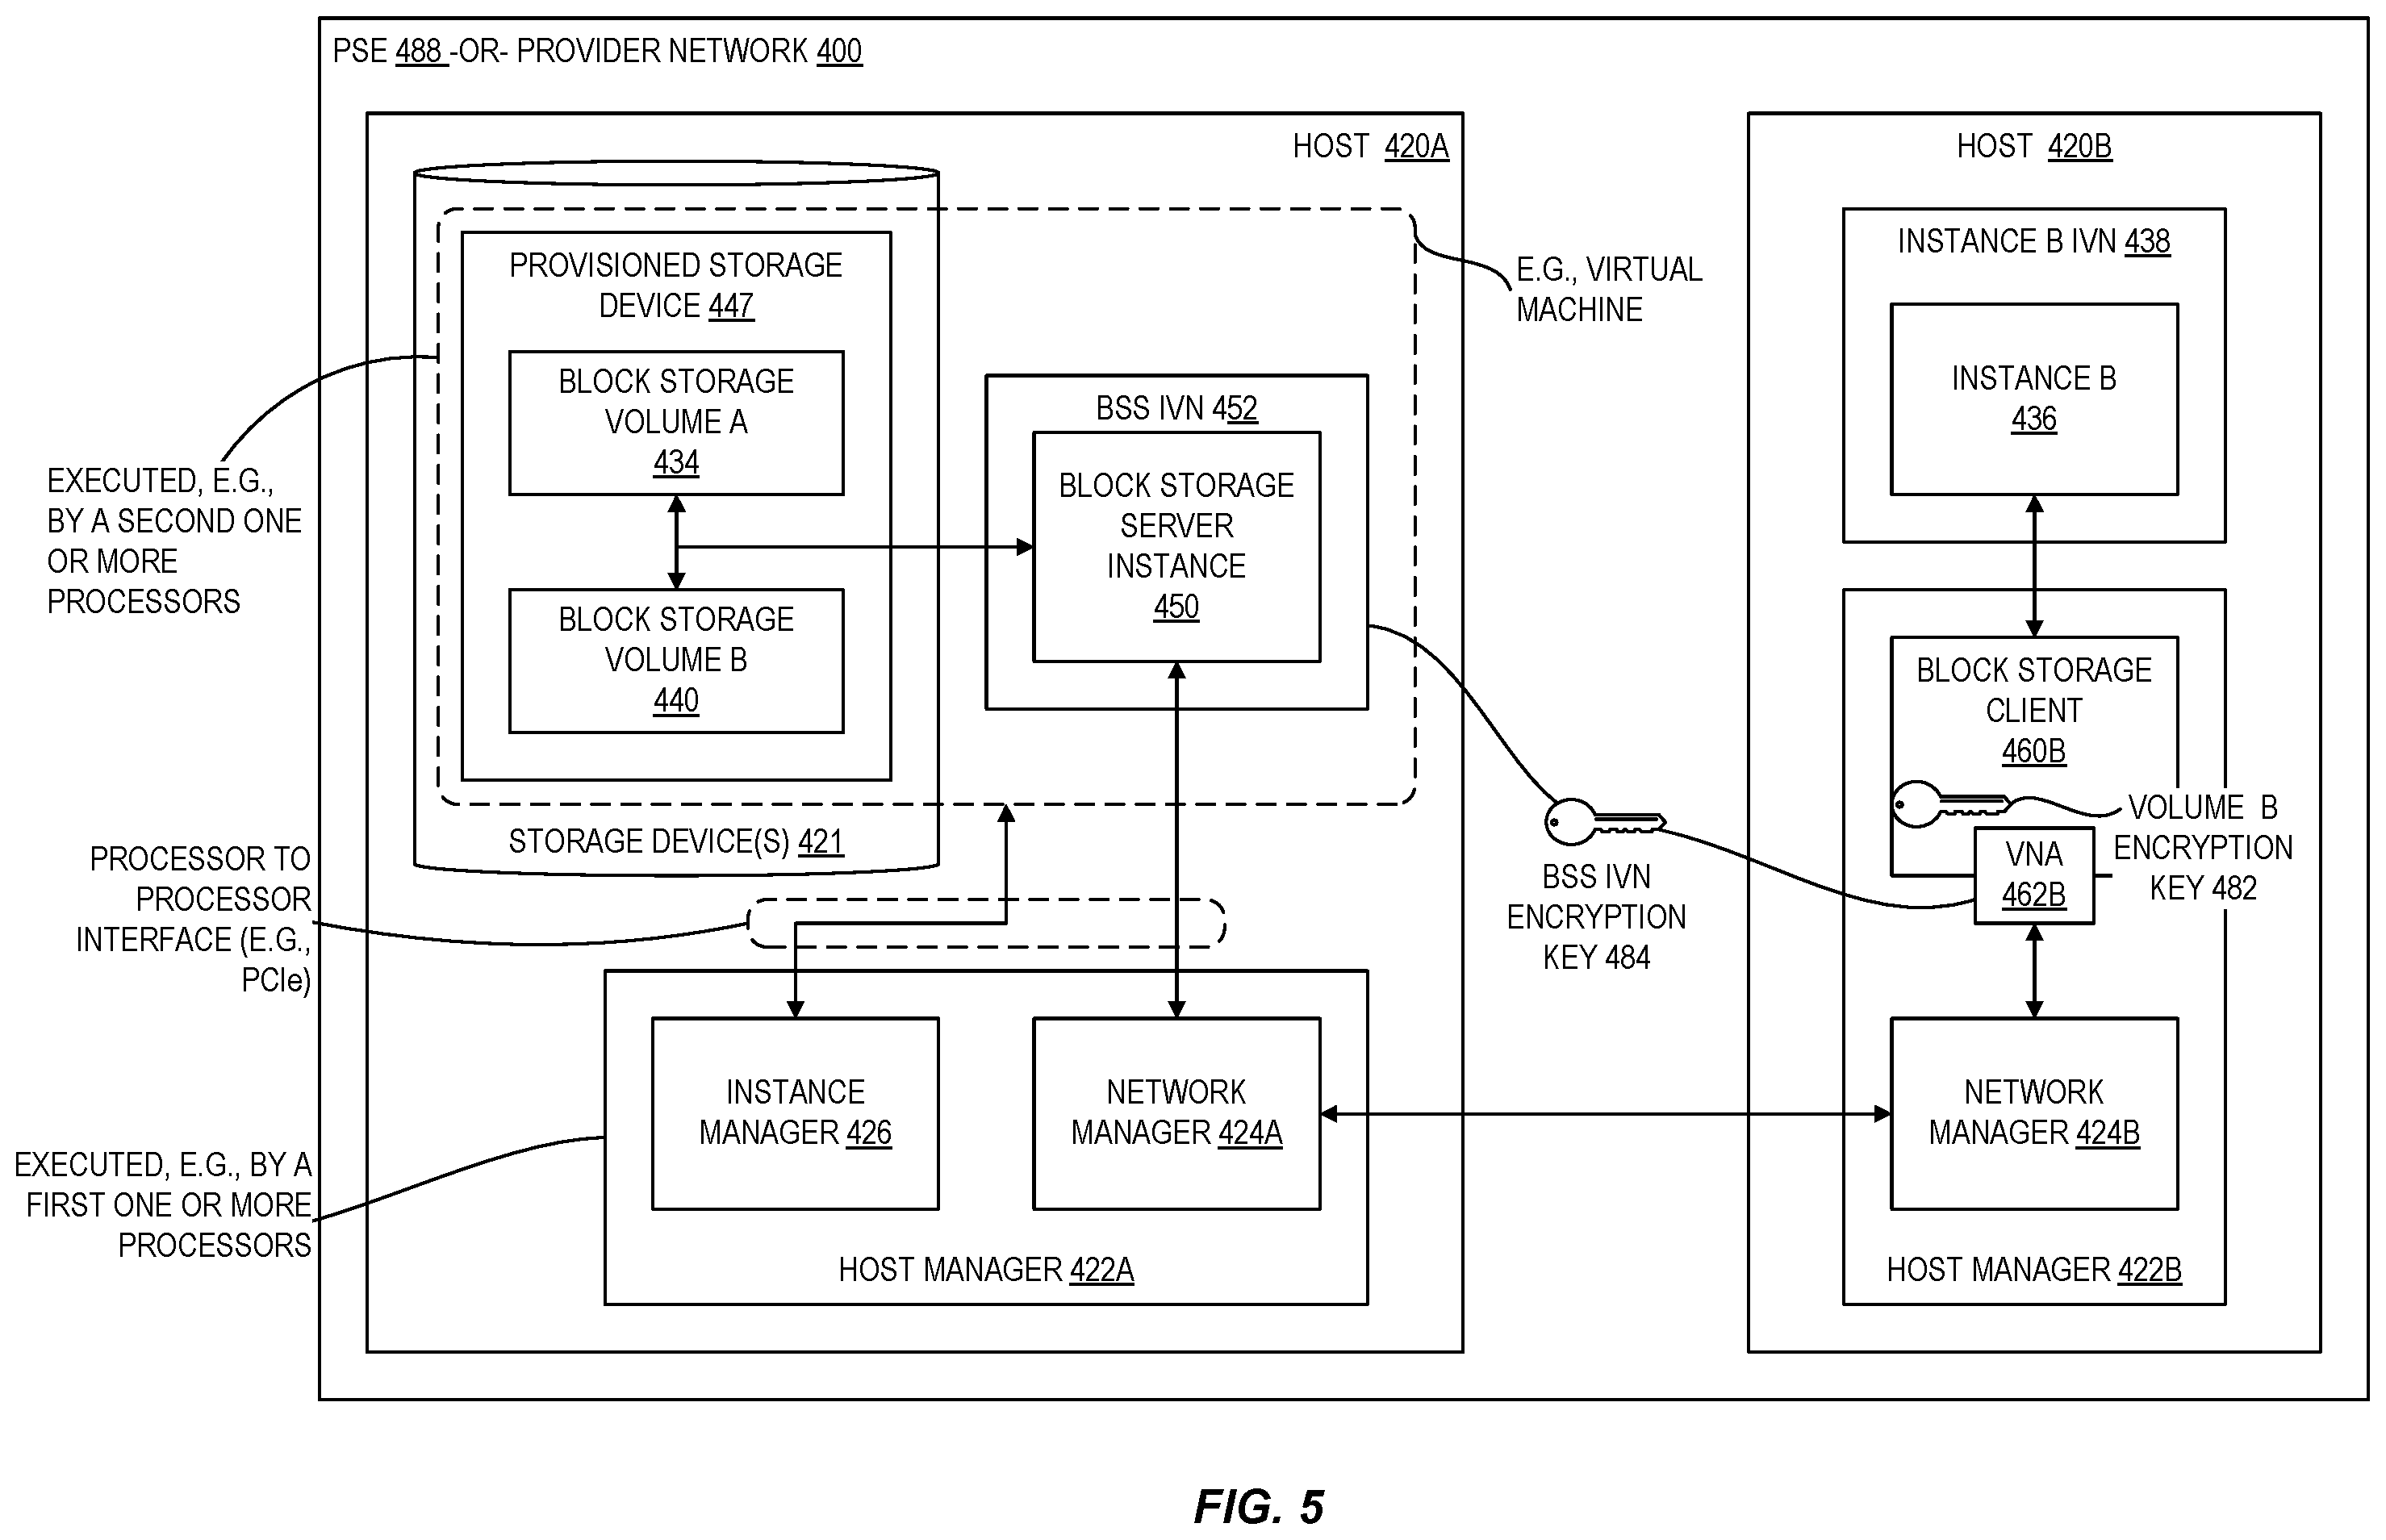 PSE 488 -OR- PROVIDER NETWORK 400
HOST 420A
HOST 420B
PROVISIONED STORAGE
DEVICE 447
BLOCK STORAGE
VOLUME A
434
BLOCK STORAGE
VOLUME B
440
STORAGE DEVICE(S) 421
BSS IVN 452
BLOCK STORAGE
SERVER
INSTANCE
450
E.G., VIRTUAL
MACHINE
INSTANCE B IVN 438
INSTANCE B
436
EXECUTED, E.G.,
BY A SECOND ONE
OR MORE
PROCESSORS
BLOCK STORAGE
CLIENT
460B
VOLUME B
ENCRYPTION
KEY 482
VNA
462B
BSS IVN
ENCRYPTION
KEY 484
PROCESSOR TO
PROCESSOR
INTERFACE (E.G.,
PCIe)
INSTANCE
MANAGER 426
NETWORK
MANAGER 424A
HOST MANAGER 422A
NETWORK
MANAGER 424B
HOST MANAGER 422B
EXECUTED, E.G., BY A
FIRST ONE OR MORE
PROCESSORS
FIG. 5